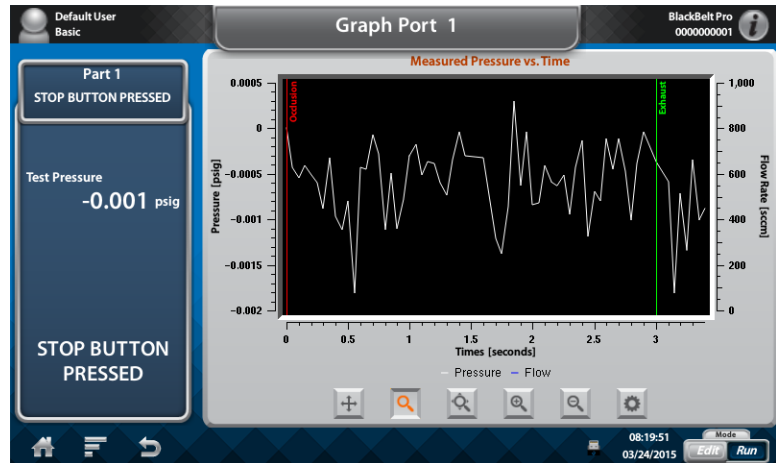 Default User
Basic
Graph Port 1
BlackBelt Pro
0000000001
i
Part 1
STOP BUTTON PRESSED
Test Pressure
-0.001 psig
STOP BUTTON
PRESSED
Measured Pressure vs. Time
Pressure [psig]
0.0005
0
-0.0005
-0.001
-0.0015
-0.002
Occlusion
Exhaust
1,000
800
600
400
200
0
Flow Rate [sccm]
0
0.5
1
1.5
2
2.5
3
Times [seconds]
Pressure
Flow
08:19:51
03/24/2015
Mode
Edit
Run